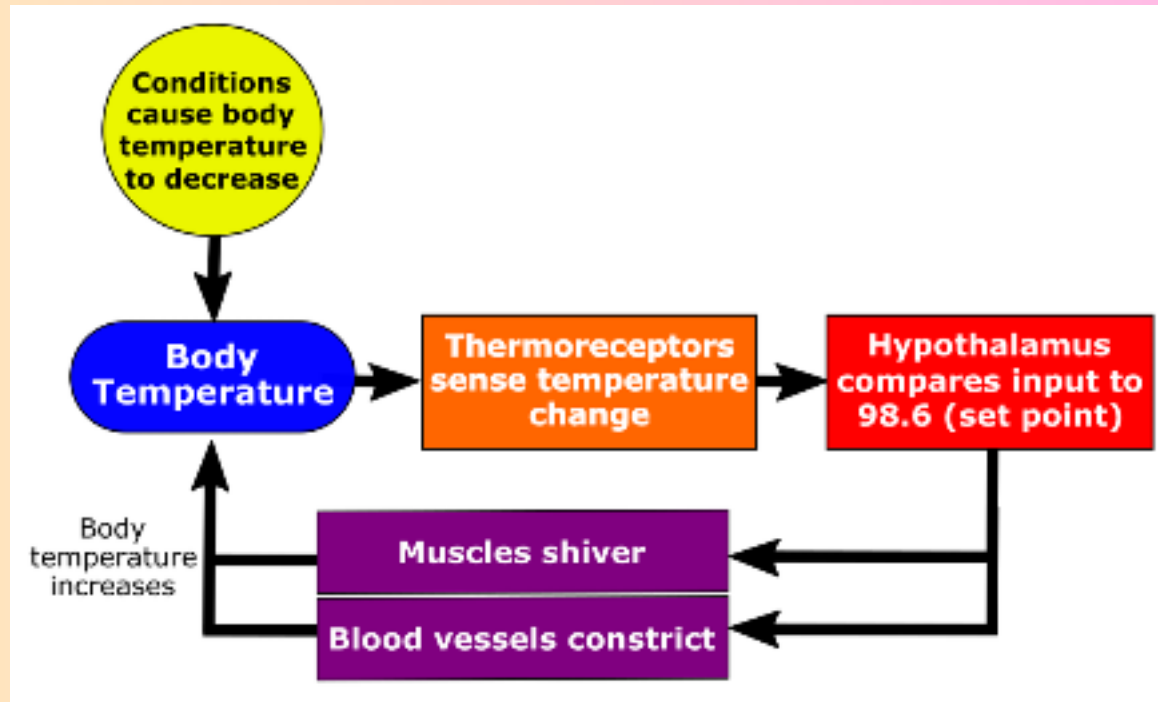 Conditions
cause body
temperature
to decrease
Body
Temperature
Thermoreceptors
sense temperature
change
Hypothalamus
compares input to
98.6 (set point)
Muscles shiver
Blood vessels constrict
Body
temperature
increases